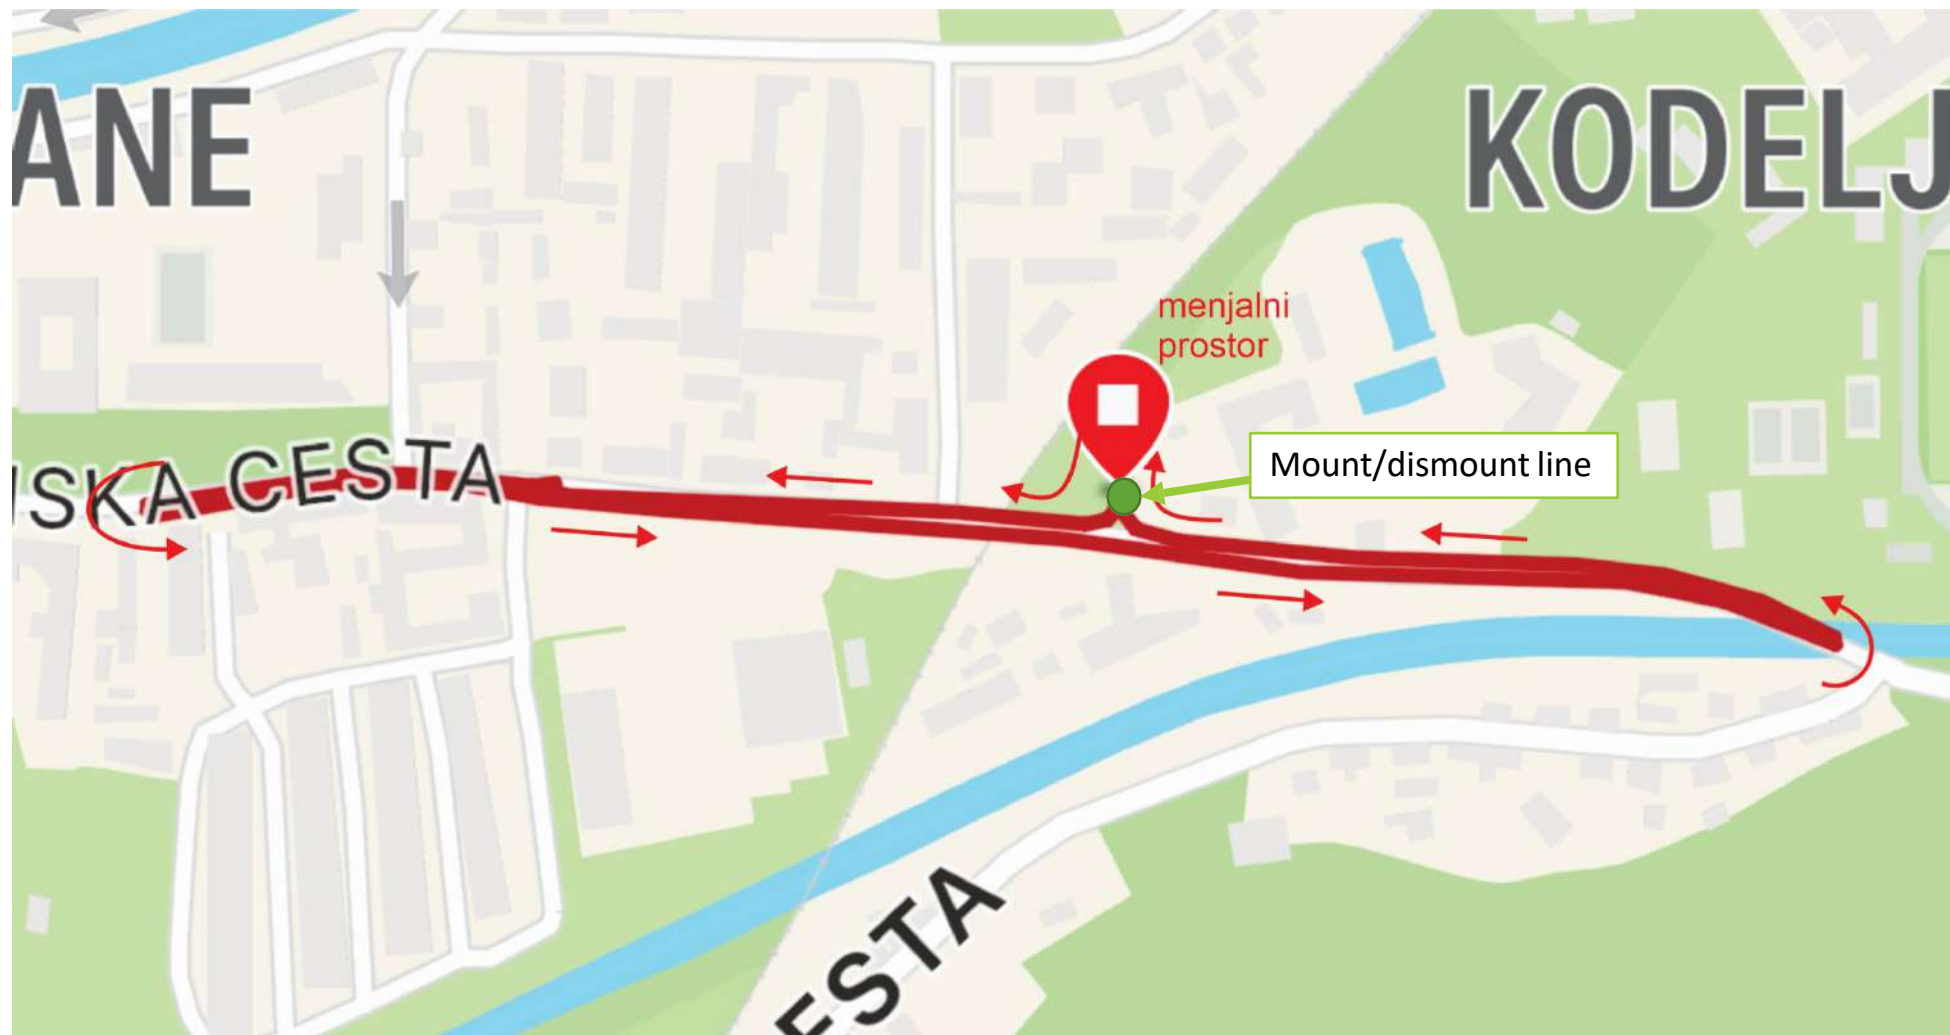 ANE
KODELJ
menjalni
prostor
Mount/dismount line
SKA CESTA
ESTA